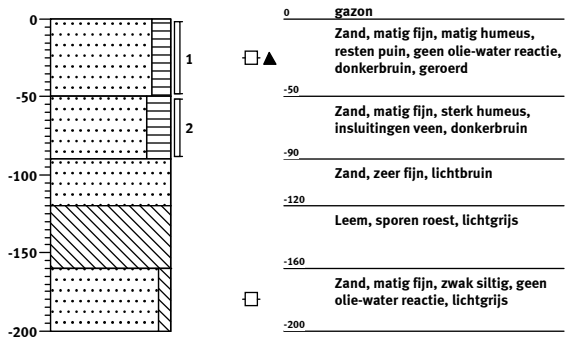 0
-50
-100
-150
-200
1
2
0
gazon
Zand, matig fijn, matig humeus,
resten puin, geen olie-water reactie,
donkerbruin, geroerd
-50
Zand, matig fijn, sterk humeus,
insluitingen veen, donkerbruin
-90
Zand, zeer fijn, lichtbruin
-120
Leem, sporen roest, lichtgrijs
-160
Zand, matig fijn, zwak siltig, geen
olie-water reactie, lichtgrijs
-200